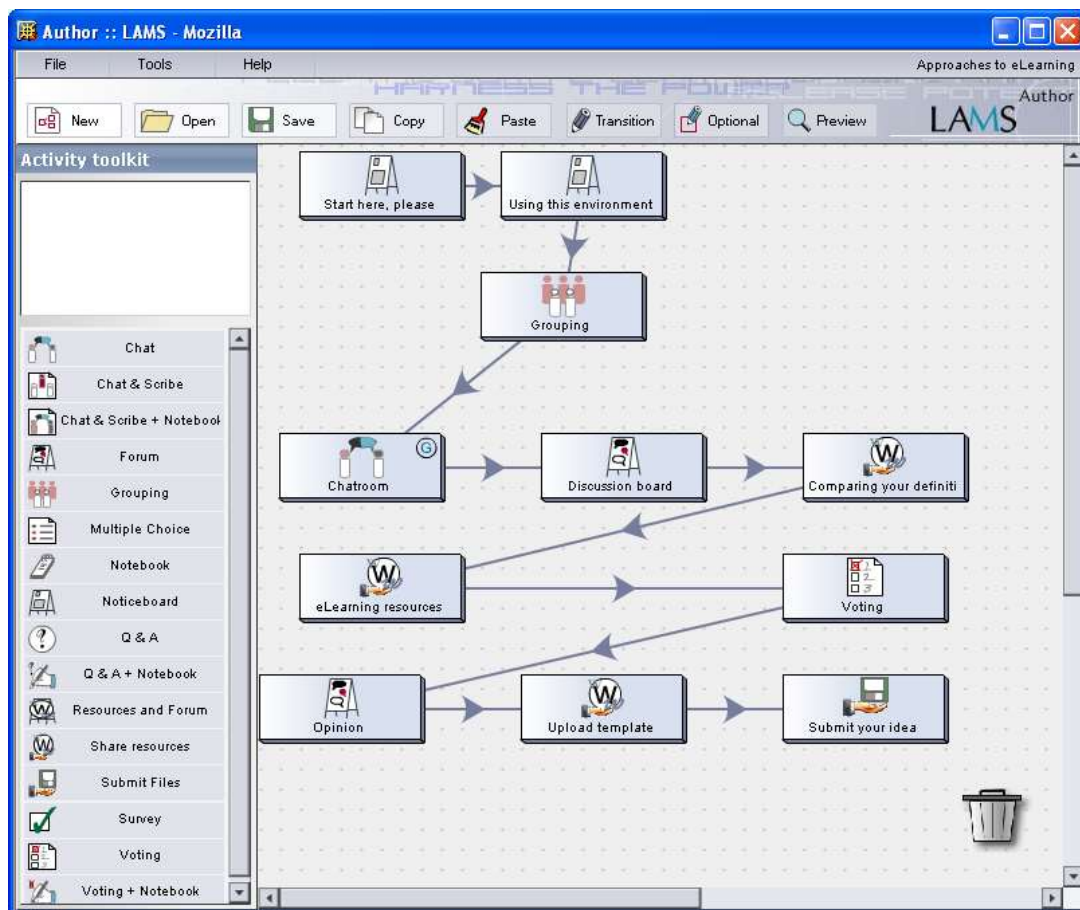 Author :: LAMS - Mozilla
File Tools Help Approaches to eLearning
HARNESS THE POWER
Author
LAMS
New Open Save Copy Paste Transition Optional Preview
Activity toolkit
Chat
Chat & Scribe
Chat & Scribe + Notebook
Forum
Grouping
Multiple Choice
Notebook
Noticeboard
Q & A
Q & A + Notebook
Resources and Forum
Share resources
Submit Files
Survey
Voting
Voting + Notebook
Start here, please
Using this environment
Grouping
G
Chatroom
Discussion board
W
Comparing your definiti
W
eLearning resources
Voting
Opinion
W
Upload template
Submit your idea